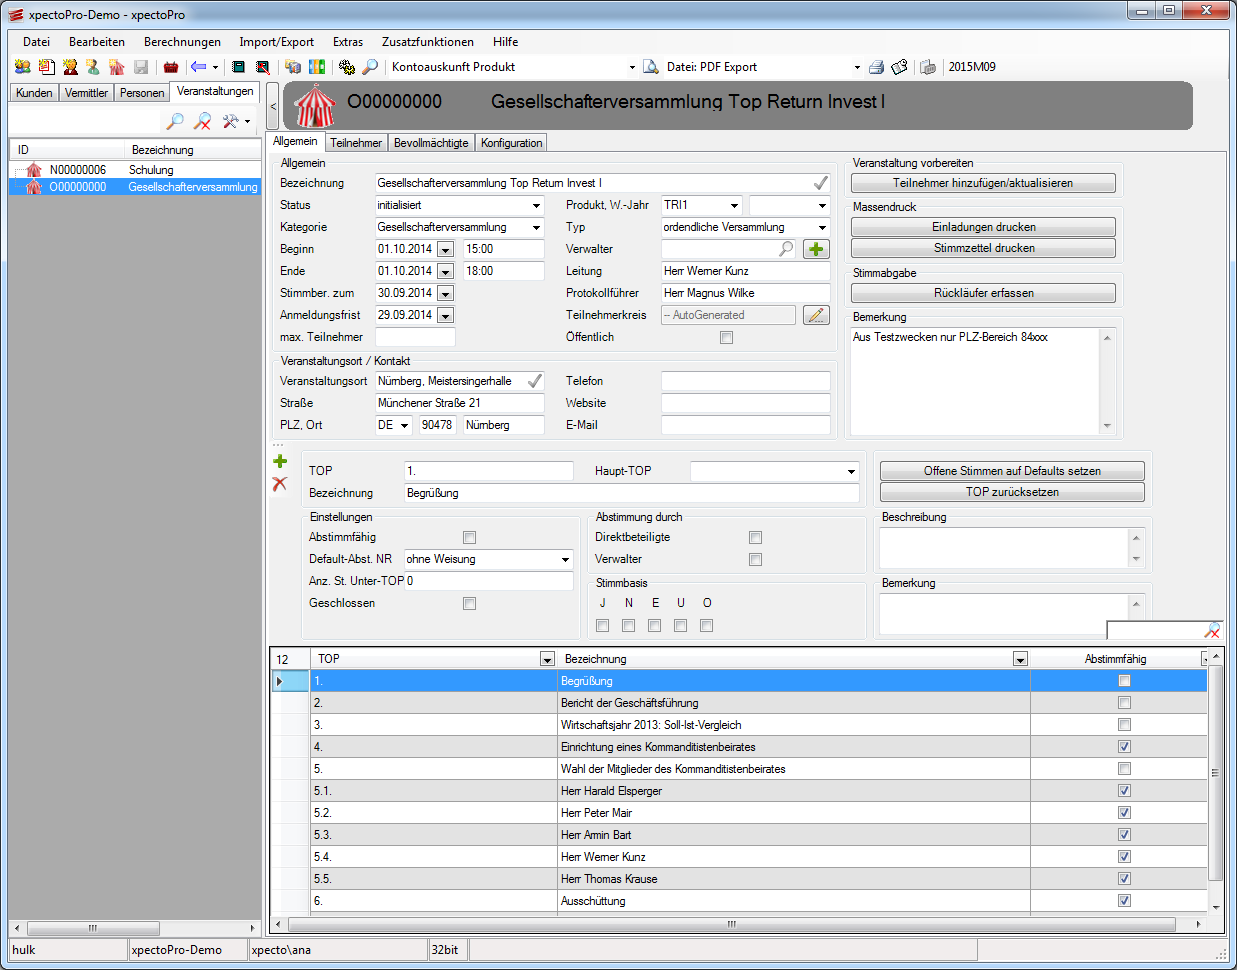 xpectoPro-Demo - xpectoPro
Datei Bearbeiten Berechnungen Import/Export Extras Zusatzfunktionen Hilfe
Kontoauskunft Produkt Datei: PDF Export 2015M09
Kunden Vermittler Personen Veranstaltungen
<
O00000000 Gesellschafterversammlung Top Return Invest I
ID Bezeichnung
N00000006 Schulung
O00000000 Gesellschafterversammlung
Allgemein Teilnehmer Bevollmächtigte Konfiguration
Allgemein
Bezeichnung Gesellschafterversammlung Top Return Invest I
Status initialisiert Produkt, W.-Jahr TRI1
Kategorie Gesellschafterversammlung Typ ordendliche Versammlung
Beginn 01.10.2014 15:00 Verwalter
Ende 01.10.2014 18:00 Leitung Herr Werner Kunz
Stimmber. zum 30.09.2014 Protokollführer Herr Magnus Wilke
Anmeldungsfrist 29.09.2014 Teilnehmerkreis -- AutoGenerated
max. Teilnehmer Öffentlich
Veranstaltung vorbereiten
Teilnehmer hinzufügen/aktualisieren
Massendruck
Einladungen drucken
Stimmzettel drucken
Stimmabgabe
Rückläufer erfassen
Bemerkung
Aus Testzwecken nur PLZ-Bereich 84xxx
Veranstaltungsort / Kontakt
Veranstaltungsort Nürnberg, Meistersingerhalle Telefon
Straße Münchener Straße 21 Website
PLZ, Ort DE 90478 Nürnberg E-Mail
TOP 1. Haupt-TOP
Bezeichnung Begrüßung
Offene Stimmen auf Defaults setzen
TOP zurücksetzen
Einstellungen
Abstimmfähig
Default-Abst. NR ohne Weisung
Anz. St. Unter-TOP 0
Geschlossen
Abstimmung durch
Direktbeteiligte
Verwalter
Stimmbasis
J N E U O
Beschreibung
Bemerkung
12 TOP Bezeichnung Abstimmfähig
1. Begrüßung
2. Bericht der Geschäftsführung
3. Wirtschaftsjahr 2013: Soll-Ist-Vergleich
4. Einrichtung eines Kommanditistenbeirates
5. Wahl der Mitglieder des Kommanditistenbeirates
5.1. Herr Harald Elsperger
5.2. Herr Peter Mair
5.3. Herr Armin Bart
5.4. Herr Werner Kunz
5.5. Herr Thomas Krause
6. Ausschüttung
hulk xpectoPro-Demo xpecto\ana 32bit